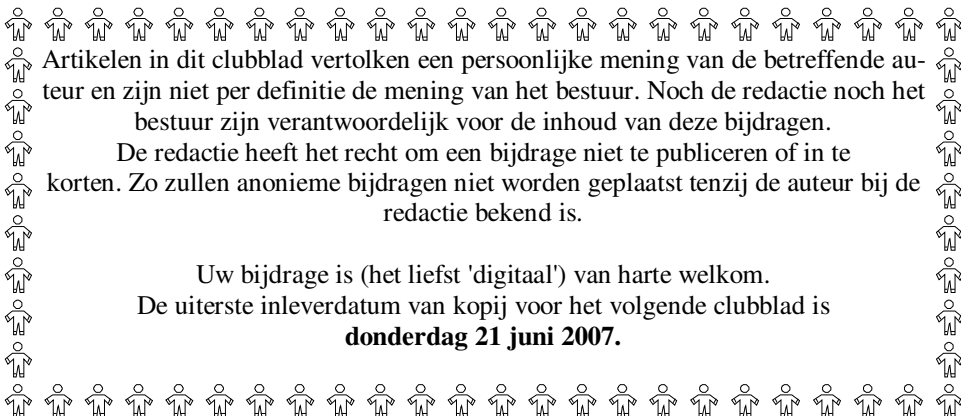 Artikelen in dit clubblad vertolken een persoonlijke mening van de betreffende au-
teur en zijn niet per definitie de mening van het bestuur. Noch de redactie noch het
bestuur zijn verantwoordelijk voor de inhoud van deze bijdragen.
De redactie heeft het recht om een bijdrage niet te publiceren of in te
korten. Zo zullen anonieme bijdragen niet worden geplaatst tenzij de auteur bij de
redactie bekend is.
Uw bijdrage is (het liefst 'digitaal') van harte welkom.
De uiterste inleverdatum van kopij voor het volgende clubblad is
donderdag 21 juni 2007.